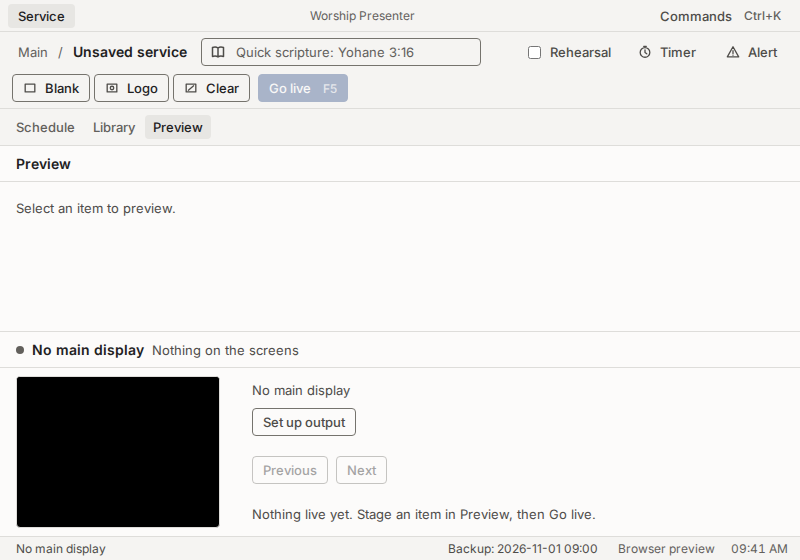 Service
Worship Presenter
Commands Ctrl+K
Main / Unsaved service
Quick scripture: Yohane 3:16
Rehearsal
Timer
Alert
Blank
Logo
Clear
Go live F5
Schedule
Library
Preview
Preview
Select an item to preview.
No main display Nothing on the screens
No main display
Set up output
Previous
Next
Nothing live yet. Stage an item in Preview, then Go live.
No main display
Backup: 2026-11-01 09:00
Browser preview
09:41 AM